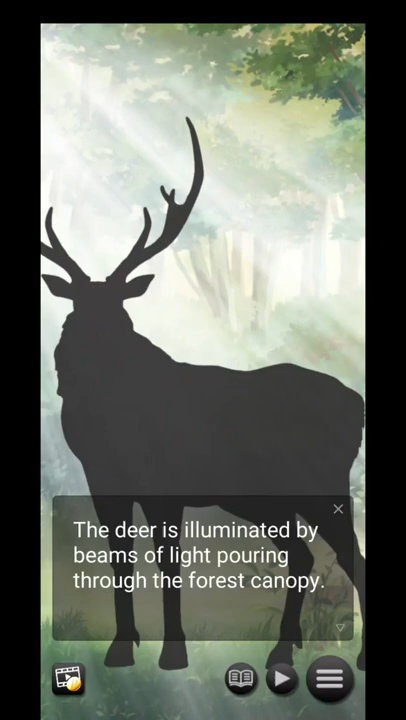 The deer is illuminated by
beams of light pouring
through the forest canopy.